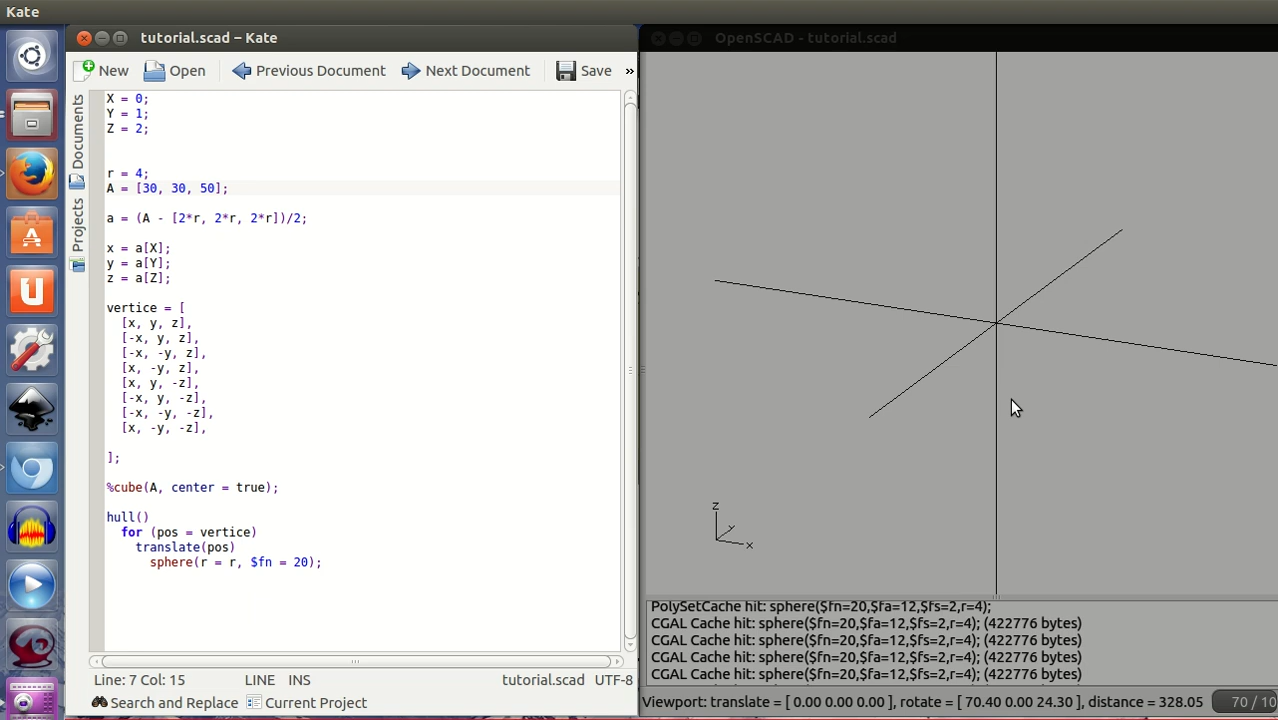 Kate
tutorial.scad – Kate
New Open Previous Document Next Document Save »
Documents
Projects
X = 0;
Y = 1;
Z = 2;
r = 4;
A = [30, 30, 50];
a = (A - [2*r, 2*r, 2*r])/2;
x = a[X];
y = a[Y];
z = a[Z];
vertice = [
[x, y, z],
[-x, y, z],
[-x, -y, z],
[x, -y, z],
[x, y, -z],
[-x, y, -z],
[-x, -y, -z],
[x, -y, -z],
];
%cube(A, center = true);
hull()
for (pos = vertice)
translate(pos)
sphere(r = r, $fn = 20);
Line: 7 Col: 15 LINE INS tutorial.scad UTF-8
Search and Replace Current Project
OpenSCAD - tutorial.scad
z
y
x
PolySetCache hit: sphere($fn=20,$fa=12,$fs=2,r=4);
CGAL Cache hit: sphere($fn=20,$fa=12,$fs=2,r=4); (422776 bytes)
CGAL Cache hit: sphere($fn=20,$fa=12,$fs=2,r=4); (422776 bytes)
CGAL Cache hit: sphere($fn=20,$fa=12,$fs=2,r=4); (422776 bytes)
CGAL Cache hit: sphere($fn=20,$fa=12,$fs=2,r=4); (422776 bytes)
Viewport: translate = [ 0.00 0.00 0.00 ], rotate = [ 70.40 0.00 24.30 ], distance = 328.05 70 / 10